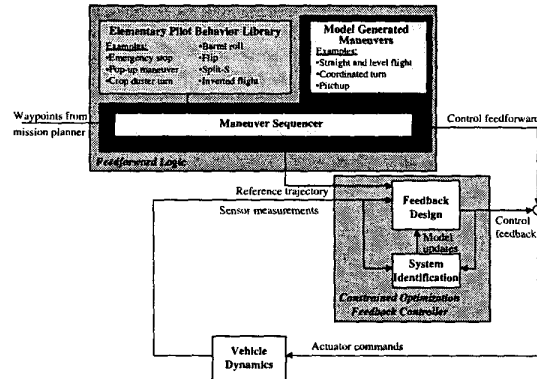 Elementary Pilot Behavior Library
Examples:
•Emergency stop
•Pop-up maneuver
•Crop duster turn
•Barrel roll
•Flip
•Split-S
•Inverted flight
Model Generated
Maneuvers
Examples:
•Straight and level flight
•Coordinated turn
•Pitchup
Waypoints from
mission planner
Maneuver Sequencer
Control feedforward
Feedforward Logic
Reference trajectory
Sensor measurements
Feedback
Design
Control
feedback
Model
updates
System
Identification
Constrained Optimization
Feedback Controller
Vehicle
Dynamics
Actuator commands